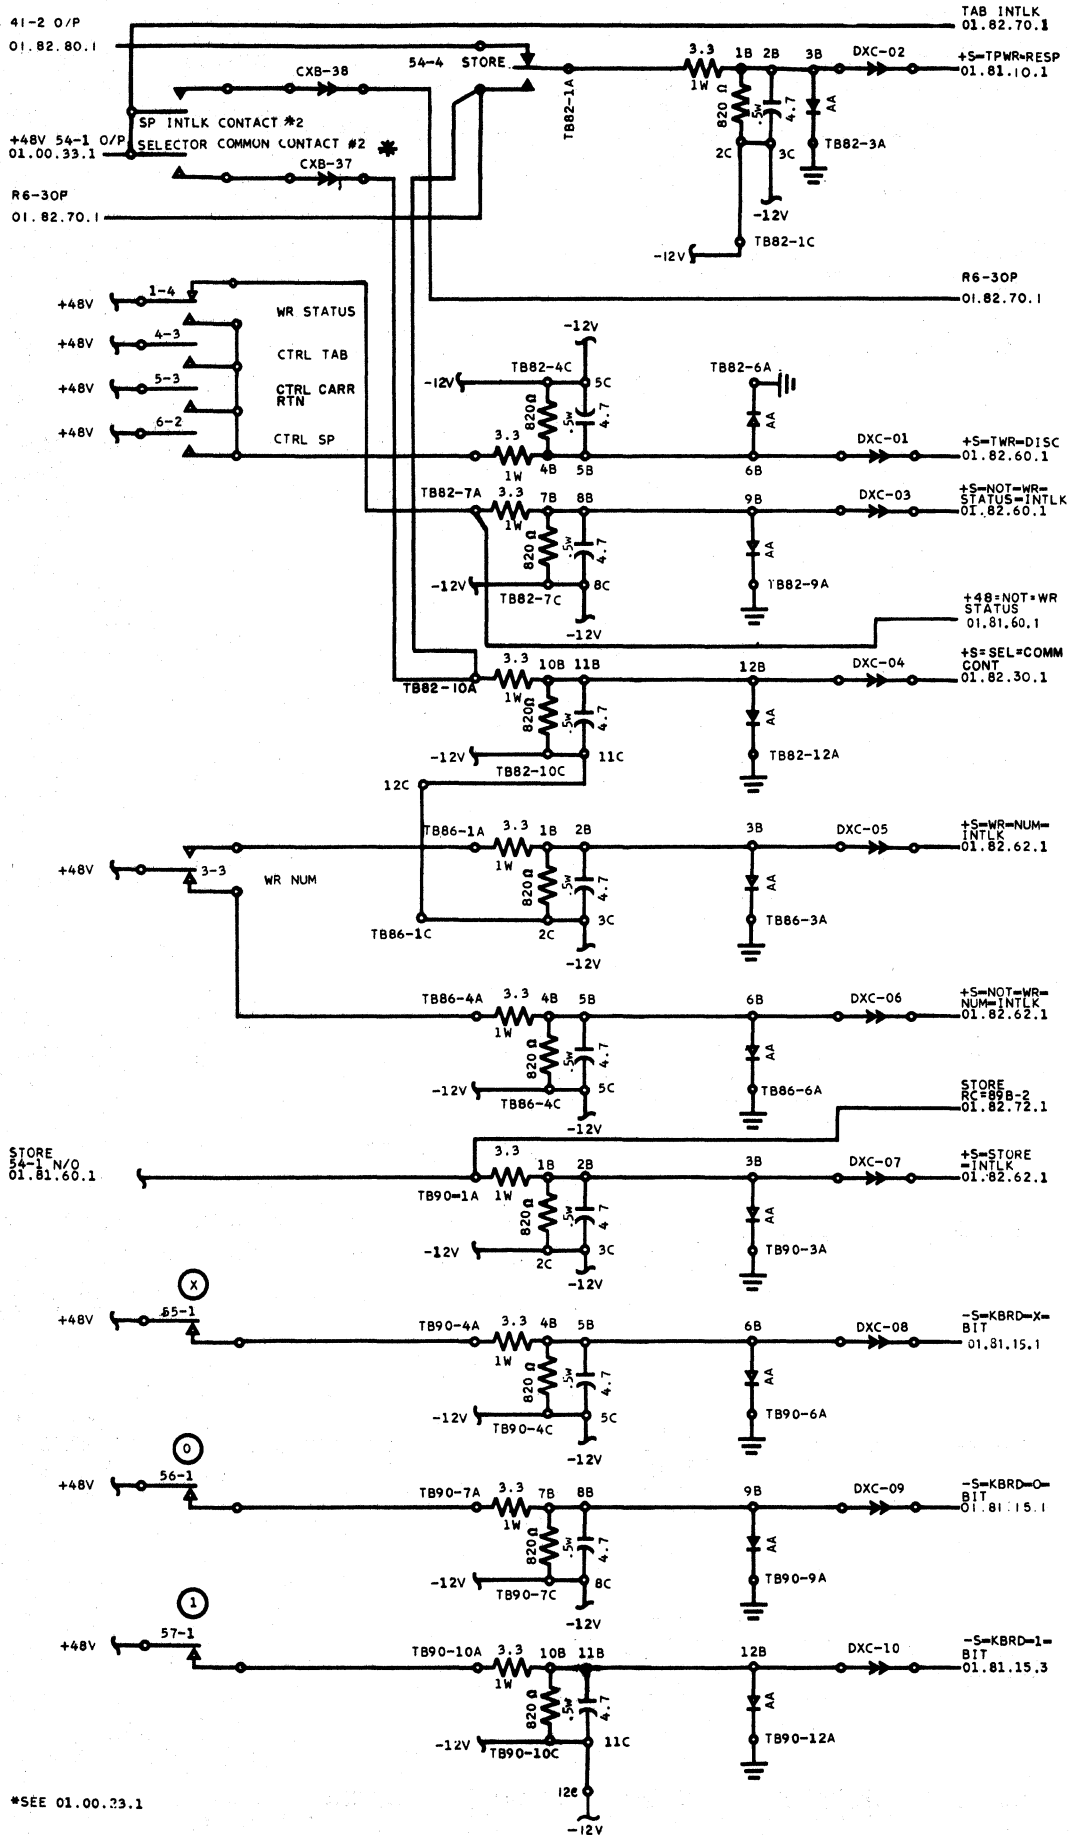 41-2 O/P
01.82.80.1
TAB INTLK
01.82.70.1
54-4 STORE
CXB-38
TB82-1A
3.3
1W
1B
2B
3B
820 Ω
.5W
4.7
AA
DXC-02
+S=TPWR=RESP
01.81.10.1
SP INTLK CONTACT *2
+48V 54-1 O/P
01.00.33.1
SELECTOR COMMON CONTACT #2 *
CXB-37
2C
3C
TB82-3A
-12V
TB82-1C
-12V
R6-3OP
01.82.70.1
R6-3OP
01.82.70.1
+48V
1-4
WR STATUS
+48V
4-3
CTRL TAB
+48V
5-3
CTRL CARR
RTN
+48V
6-2
CTRL SP
-12V
TB82-4C
-12V
5C
TB82-6A
820Ω
.5W
4.7
AA
3.3
1W
4B
5B
6B
DXC-01
+S=TWR=DISC
01.82.60.1
TB82-7A
3.3
1W
7B
8B
9B
DXC-03
+S=NOT=WR-
STATUS=INTLK
01.82.60.1
820 Ω
.5W
4.7
AA
-12V
TB82-7C
8C
-12V
TB82-9A
+48=NOT=WR
STATUS
01.81.60.1
TB82-10A
3.3
1W
10B
11B
12B
DXC-04
+S=SEL=COMM
CONT
01.82.30.1
820Ω
.5W
4.7
AA
-12V
TB82-10C
11C
TB82-12A
12C
+48V
3-3
WR NUM
TB86-1A
3.3
1W
1B
2B
3B
DXC-05
+S=WR=NUM=
INTLK
01.82.62.1
820Ω
.5W
4.7
AA
TB86-1C
2C
3C
-12V
TB86-3A
TB86-4A
3.3
1W
4B
5B
6B
DXC-06
+S=NOT=WR=
NUM=INTLK
01.82.62.1
820 Ω
.5W
4.7
AA
-12V
TB86-4C
5C
-12V
TB86-6A
STORE
RC=89B-2
01.82.72.1
STORE
54-1 N/O
01.81.60.1
TB90-1A
3.3
1W
1B
2B
3B
DXC-07
+S=STORE
=INTLK
01.82.62.1
820Ω
.5W
4 7
AA
-12V
2C
3C
-12V
TB90-3A
X
+48V
55-1
TB90-4A
3.3
1W
4B
5B
6B
DXC-08
-S=KBRD=X=
BIT
01.81.15.1
820 Ω
.5W
4.7
AA
-12V
TB90-4C
5C
-12V
TB90-6A
0
+48V
56-1
TB90-7A
3.3
1W
7B
8B
9B
DXC-09
-S=KBRD=0=
BIT
01.81.15.1
820Ω
.5W
4.7
AA
-12V
TB90-7C
8C
-12V
TB90-9A
1
+48V
57-1
TB90-10A
3.3
1W
10B
11B
12B
DXC-10
-S=KBRD=1=
BIT
01.81.15.3
820 Ω
.5W
4.7
AA
-12V
TB90-10C
11C
TB90-12A
-12V
*SEE 01.00.23.1